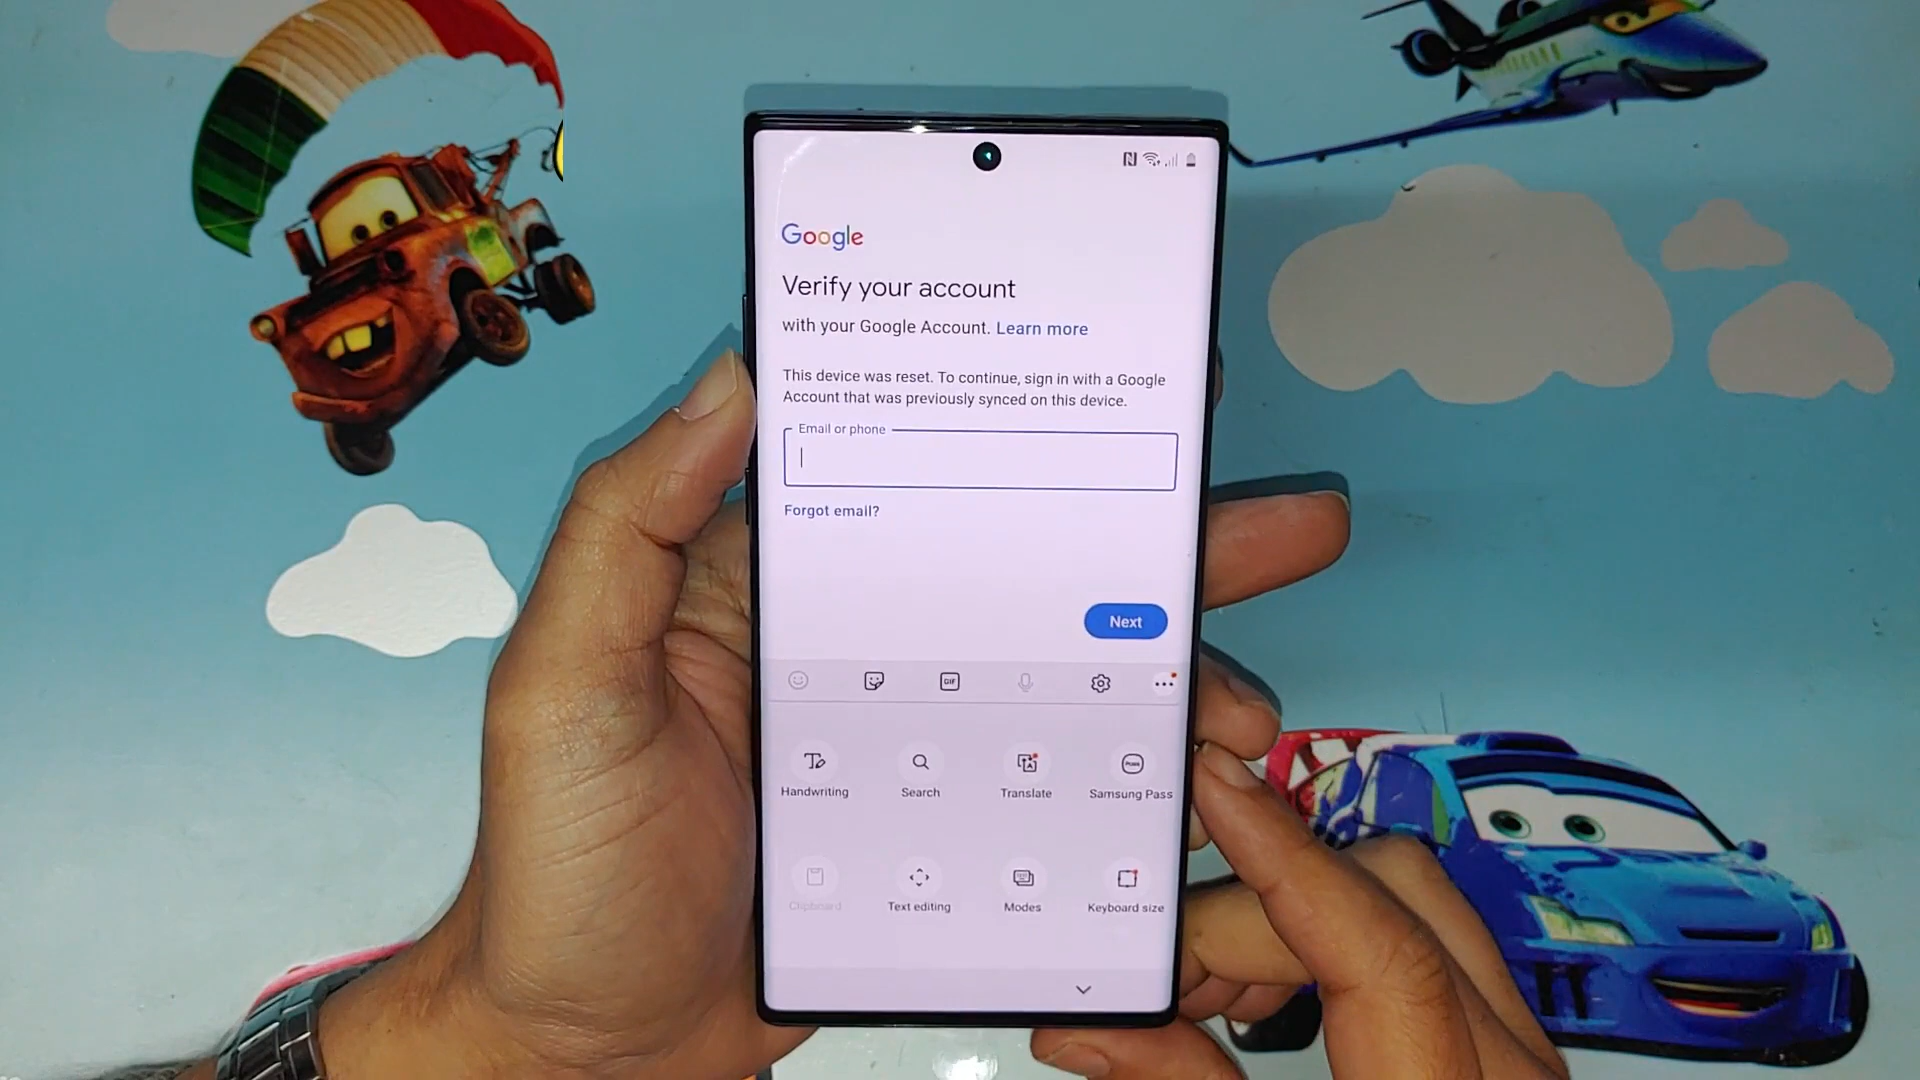 Google
Verify your account
with your Google Account. Learn more
This device was reset. To continue, sign in with a Google
Account that was previously synced on this device.
Email or phone
Forgot email?
Next
GIF
Handwriting
Search
Translate
Samsung Pass
Clipboard
Text editing
Modes
Keyboard size